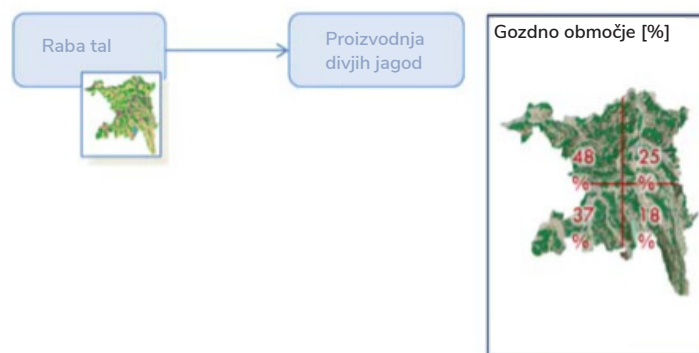 Raba tal
Proizvodnja
divjih jagod
Gozdno območje [%]
48
%
25
%
37
%
18
%